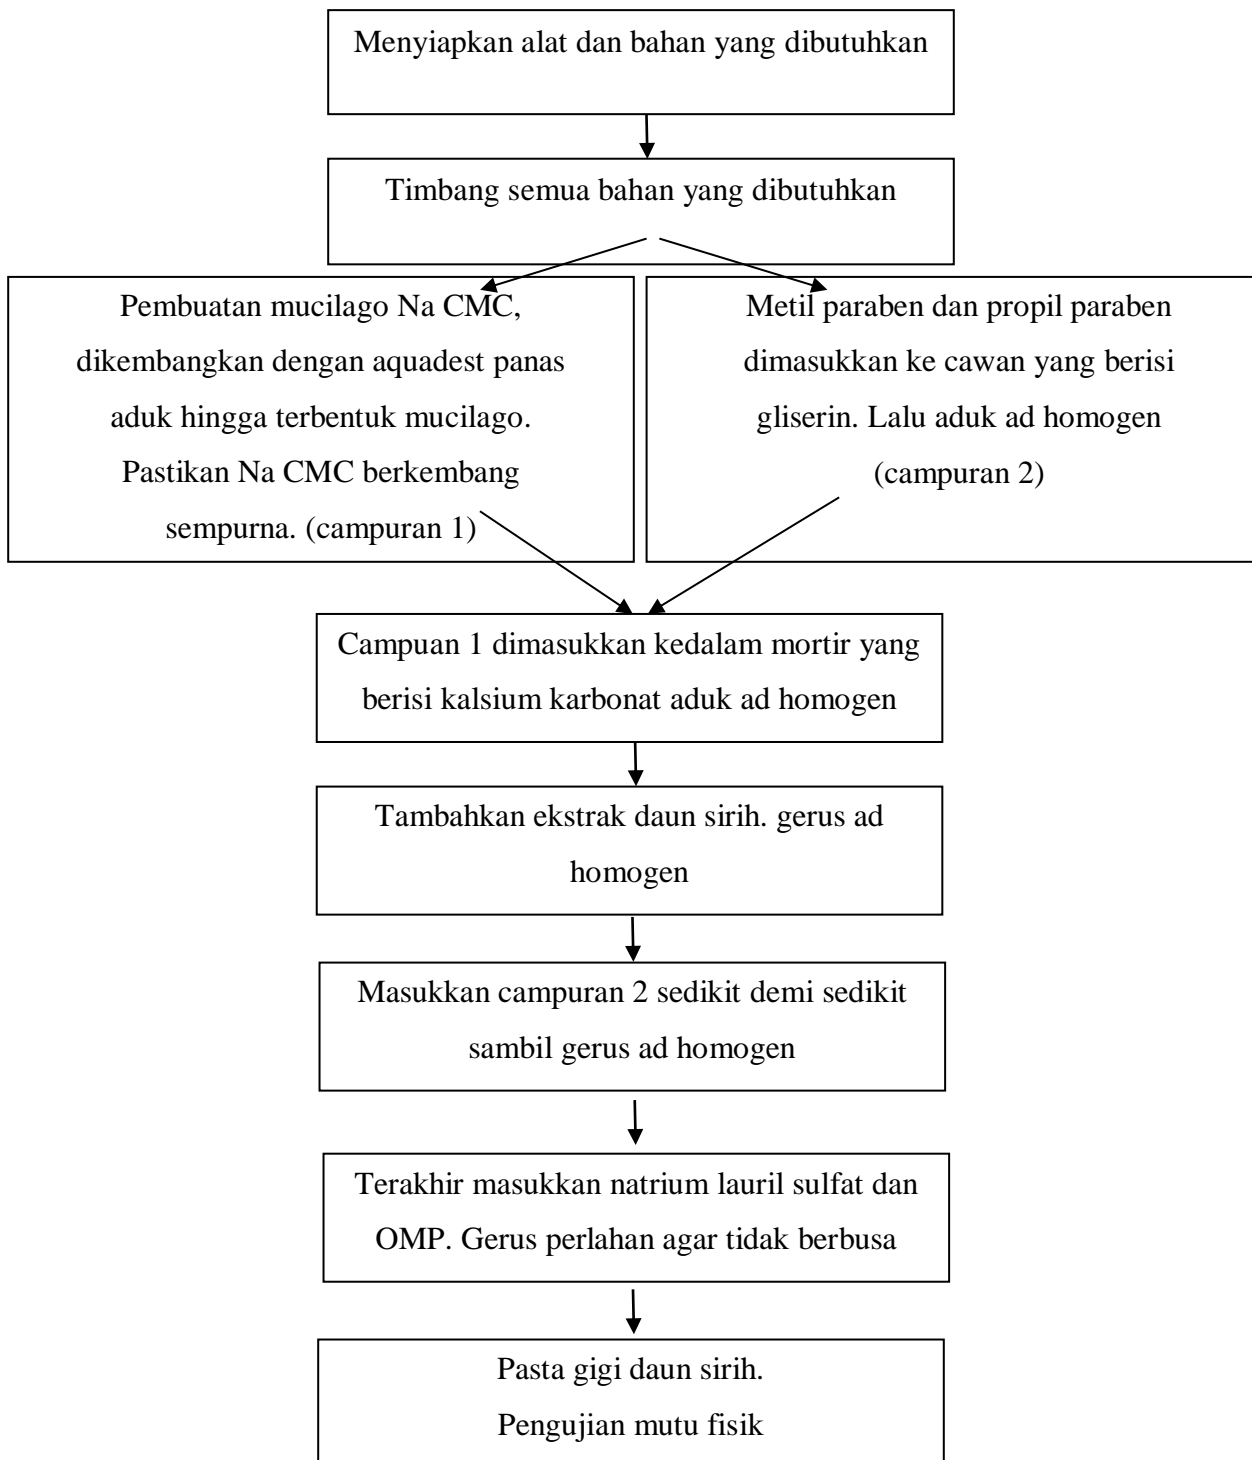 Menyiapkan alat dan bahan yang dibutuhkan
Timbang semua bahan yang dibutuhkan
Pembuatan mucilago Na CMC,
dikembangkan dengan aquadest panas
aduk hingga terbentuk mucilago.
Pastikan Na CMC berkembang
sempurna. (campuran 1)
Metil paraben dan propil paraben
dimasukkan ke cawan yang berisi
gliserin. Lalu aduk ad homogen
(campuran 2)
Campuan 1 dimasukkan kedalam mortir yang
berisi kalsium karbonat aduk ad homogen
Tambahkan ekstrak daun sirih. gerus ad
homogen
Masukkan campuran 2 sedikit demi sedikit
sambil gerus ad homogen
Terakhir masukkan natrium lauril sulfat dan
OMP. Gerus perlahan agar tidak berbusa
Pasta gigi daun sirih.
Pengujian mutu fisik